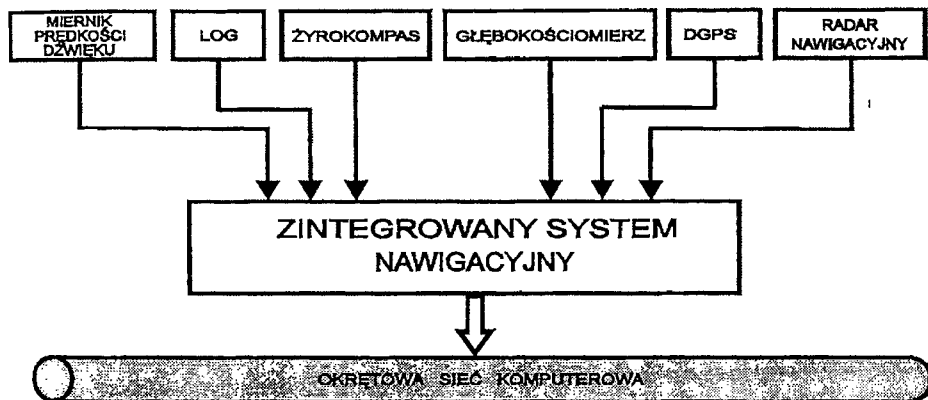 MIERNIK
PRĘDKOŚCI
DŹWIĘKU
LOG
ŻYROKOMPAS
GŁĘBOKOŚCIOMIERZ
DGPS
RADAR
NAWIGACYJNY
ZINTEGROWANY SYSTEM
NAWIGACYJNY
OKRĘTOWA SIEĆ KOMPUTEROWA